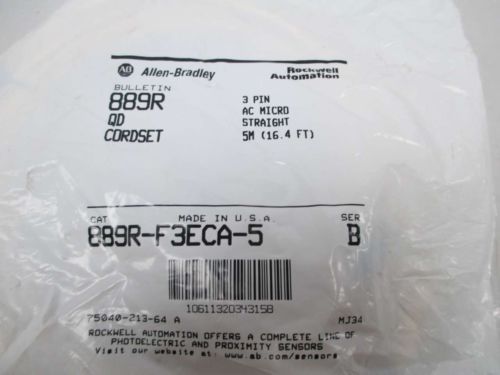 AB Allen-Bradley
Rockwell
Automation
BULLETIN
889R
QD
CORDSET
3 PIN
AC MICRO
STRAIGHT
5M (16.4 FT)
CAT
MADE IN U.S.A.
SER
889R-F3ECA-5
B
10611320343158
75040-213-64 A
MJ34
ROCKWELL AUTOMATION OFFERS A COMPLETE LINE OF
PHOTOELECTRIC AND PROXIMITY SENSORS
Visit our website at: www.ab.com/sensors